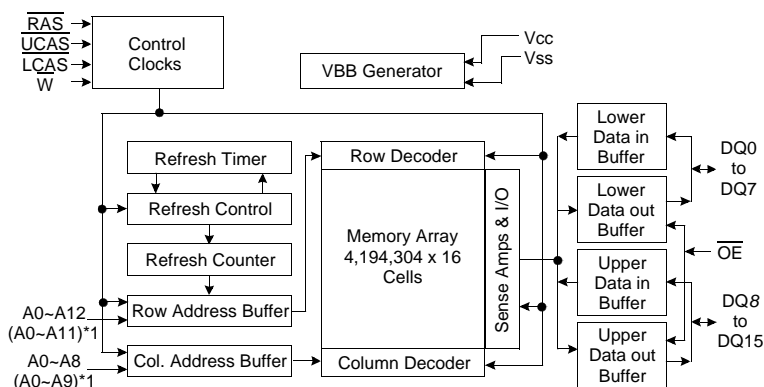 RAS
UCAS
LCAS
W
Control
Clocks
VBB Generator
Vcc
Vss
Refresh Timer
Refresh Control
Refresh Counter
Row Address Buffer
Col. Address Buffer
A0~A12
(A0~A11)*1
A0~A8
(A0~A9)*1
Row Decoder
Memory Array
4,194,304 x 16
Cells
Column Decoder
Sense Amps & I/O
Lower
Data in
Buffer
Lower
Data out
Buffer
Upper
Data in
Buffer
Upper
Data out
Buffer
DQ0
to
DQ7
OE
DQ8
to
DQ15